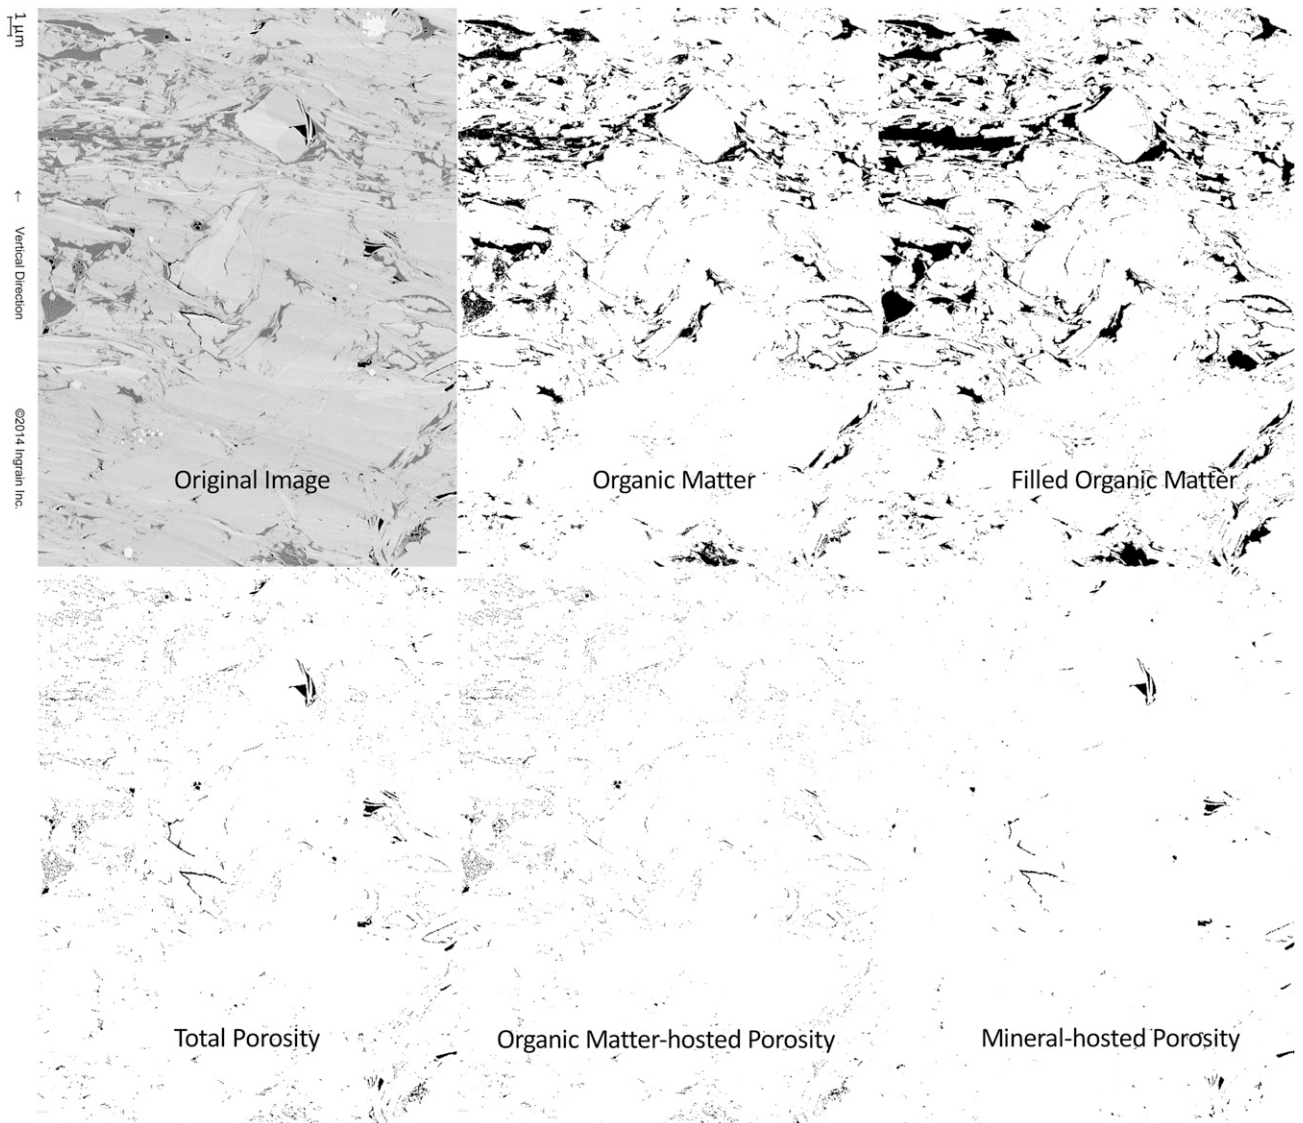 1 µm
↑ Vertical Direction
©2014 Ingrain Inc.
Original Image
Organic Matter
Filled Organic Matter
Total Porosity
Organic Matter-hosted Porosity
Mineral-hosted Porosity